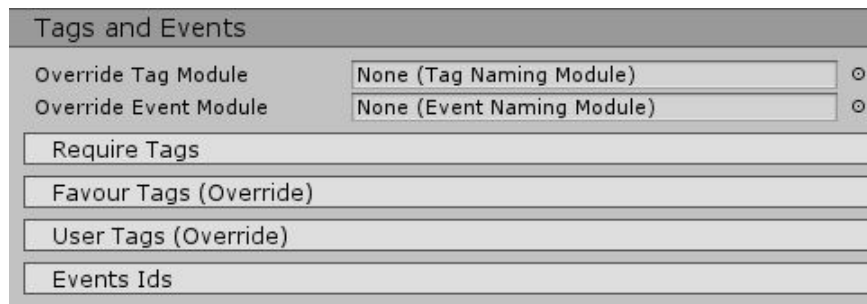 Tags and Events
Override Tag Module None (Tag Naming Module)
Override Event Module None (Event Naming Module)
Require Tags
Favour Tags (Override)
User Tags (Override)
Events Ids